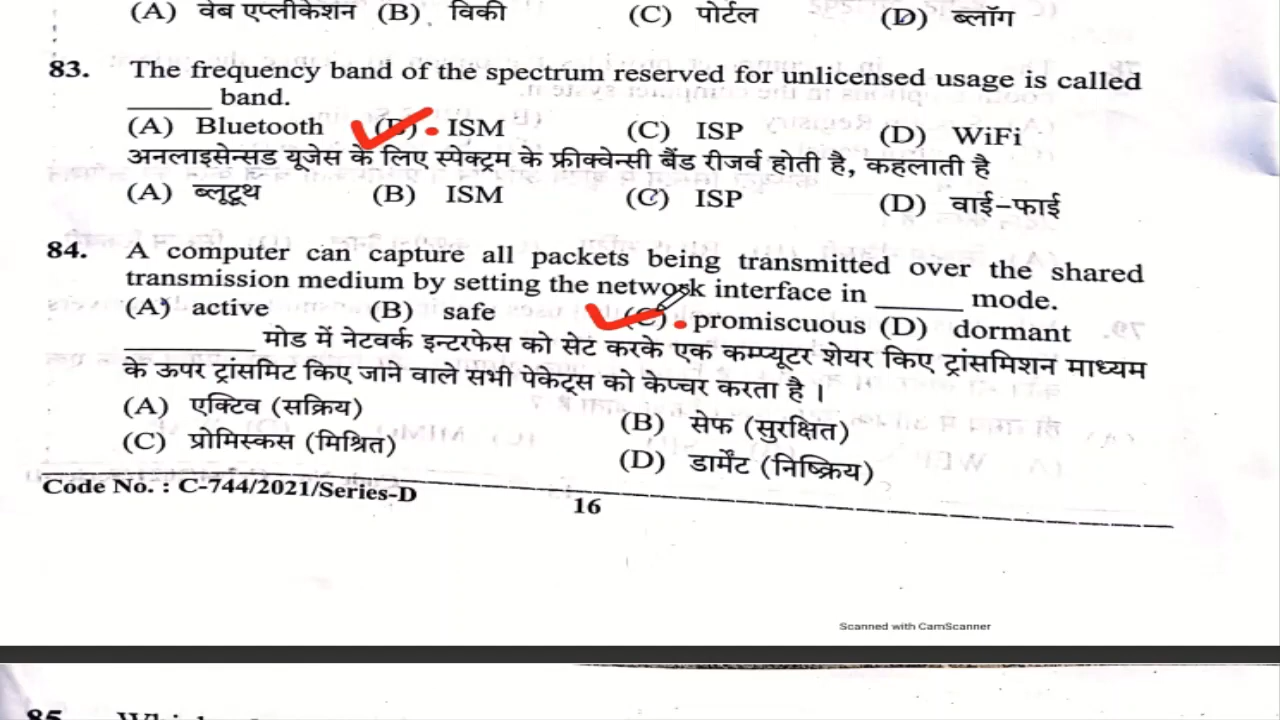 (A) वेब एप्लीकेशन (B) विकी (C) पोर्टल (D) ब्लॉग
83. The frequency band of the spectrum reserved for unlicensed usage is called
______ band.
(A) Bluetooth (B) ISM (C) ISP (D) WiFi
अनलाइसेन्सड यूजेस के लिए स्पेक्ट्रम के फ्रीक्वेन्सी बैंड रीजर्व होती है, कहलाती है
(A) ब्लूटूथ (B) ISM (C) ISP (D) वाई-फाई
84. A computer can capture all packets being transmitted over the shared
transmission medium by setting the network interface in ______ mode.
(A) active (B) safe (C) promiscuous (D) dormant
_________ मोड में नेटवर्क इन्टरफेस को सेट करके एक कम्प्यूटर शेयर किए ट्रांसमिशन माध्यम
के ऊपर ट्रांसमिट किए जाने वाले सभी पेकेट्स को केप्चर करता है ।
(A) एक्टिव (सक्रिय) (B) सेफ (सुरक्षित)
(C) प्रोमिस्कस (मिश्रित) (D) डार्मेंट (निष्क्रिय)
Code No. : C-744/2021/Series-D
16
Scanned with CamScanner
85.